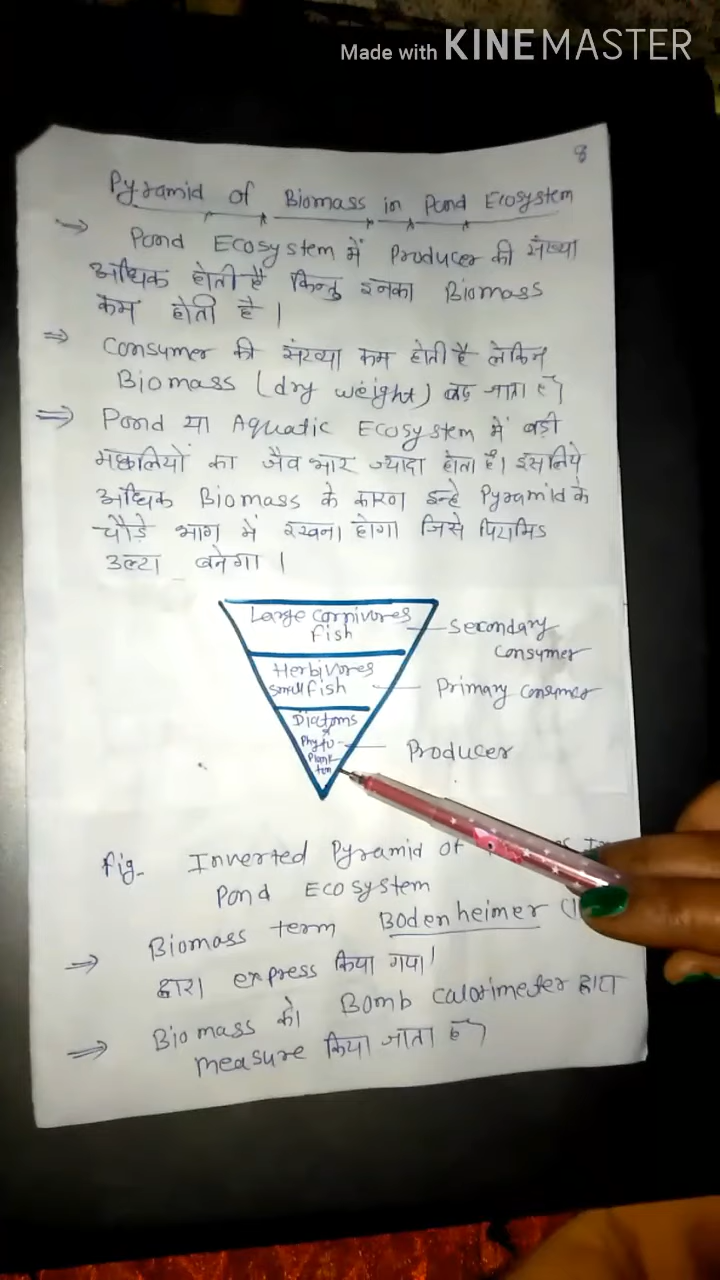 Made with KINEMASTER
8
Pyramid of Biomass in Pond Ecosystem
→ Pond Ecosystem में Producer की संख्या
अधिक होती है किन्तु इनका Biomass
कम होती है।
⇒ Consumer की संख्या कम होती है लेकिन
Biomass (dry weight) बढ़ जाता है
⇒ Pond या Aquatic Ecosystem में बड़ी
मछलियों का जैव भार ज्यादा होता है। इसलिये
अधिक Biomass के कारण इन्हे Pyramid के
चौड़े भाग में रखना होगा जिसे पिरामिड
उल्टा बनेगा।
Large Carnivores
fish
Secondary
Consumer
Herbivores
Small fish
Primary Consumer
Diatoms
Phyto-
Plank
ton
Producer
fig- Inverted Pyramid of
Pond Ecosystem
⇒ Biomass term Bodenheimer (1
द्वारा express किया गया।
⇒ Biomass को Bomb calorimeter द्वारा
measure किया जाता है